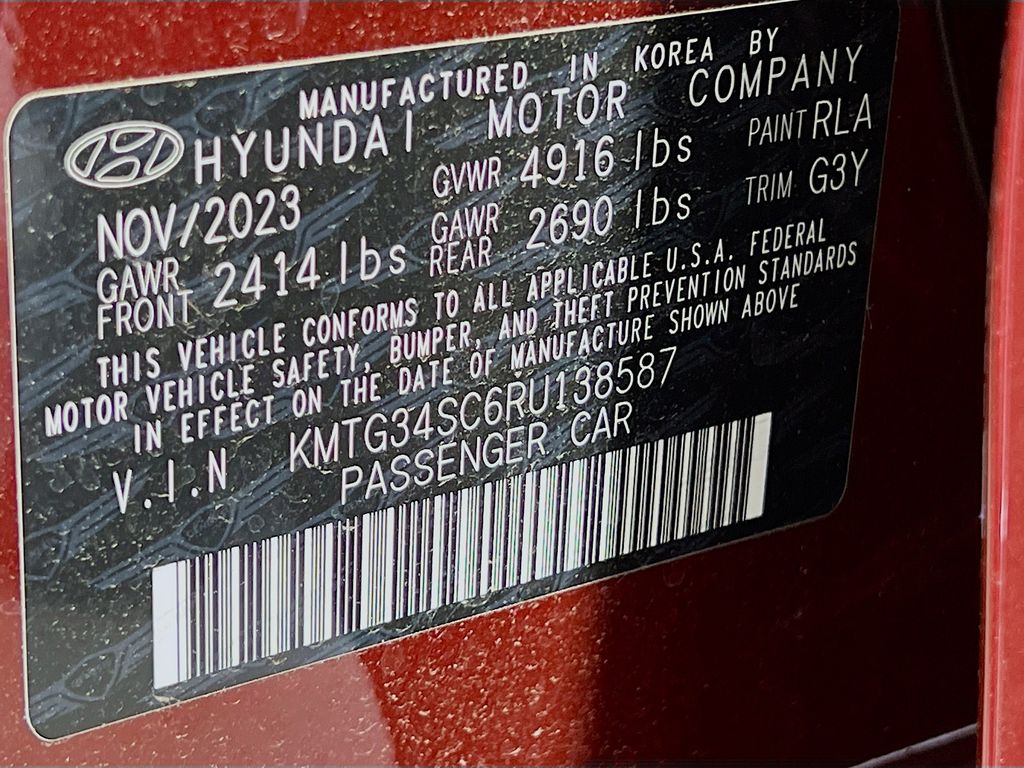 MANUFACTURED IN KOREA BY
HYUNDAI MOTOR COMPANY
NOV/2023 GVWR 4916 lbs PAINT RLA
GAWR FRONT 2414 lbs GAWR REAR 2690 lbs TRIM G3Y
THIS VEHICLE CONFORMS TO ALL APPLICABLE U.S.A. FEDERAL
MOTOR VEHICLE SAFETY, BUMPER, AND THEFT PREVENTION STANDARDS
IN EFFECT ON THE DATE OF MANUFACTURE SHOWN ABOVE
V.I.N KMTG34SC6RU138587
PASSENGER CAR